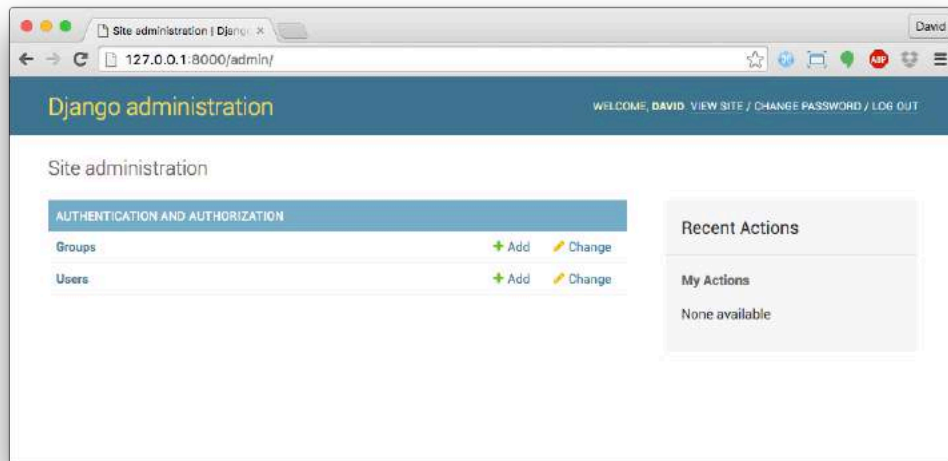 Site administration | Djang
David
127.0.0.1:8000/admin/
ABP
Django administration
WELCOME, DAVID. VIEW SITE / CHANGE PASSWORD / LOG OUT
Site administration
AUTHENTICATION AND AUTHORIZATION
Groups + Add Change
Users + Add Change
Recent Actions
My Actions
None available